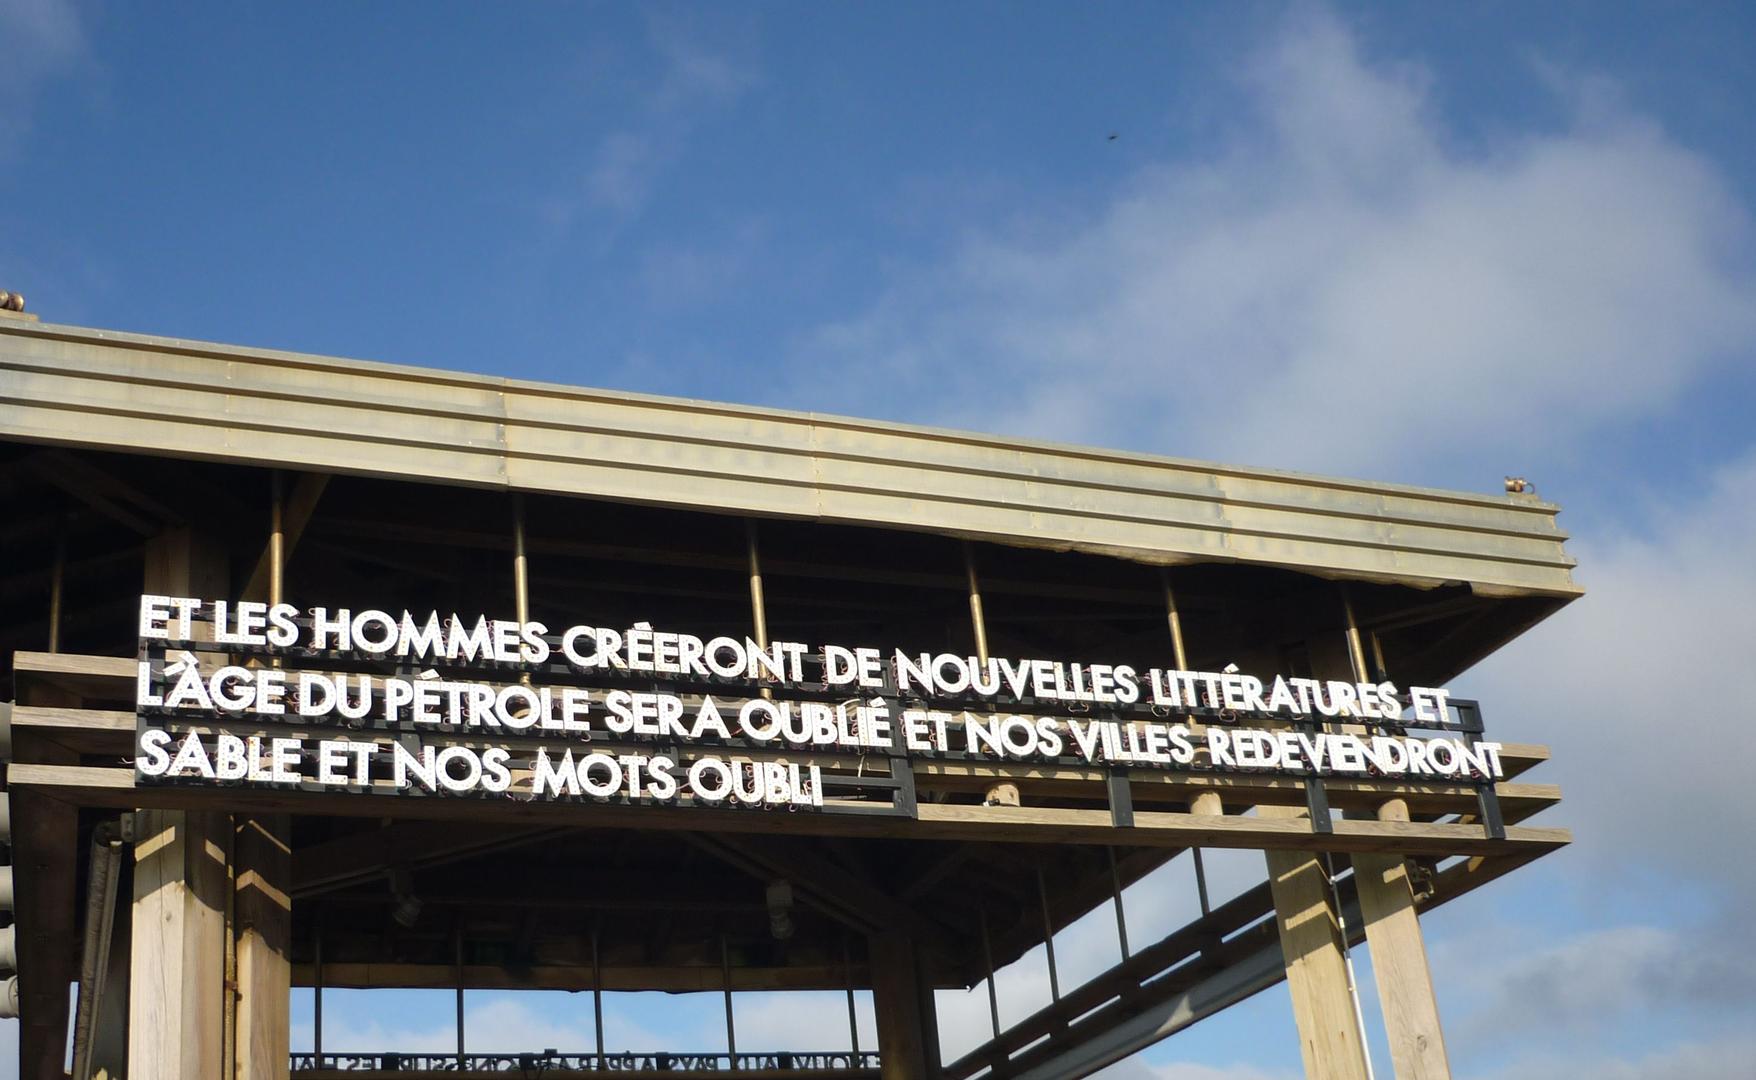 ET LES HOMMES CRÉERONT DE NOUVELLES LITTÉRATURES ET
L'ÂGE DU PÉTROLE SERA OUBLIÉ ET NOS VILLES REDEVIENDRONT
SABLE ET NOS MOTS OUBLI